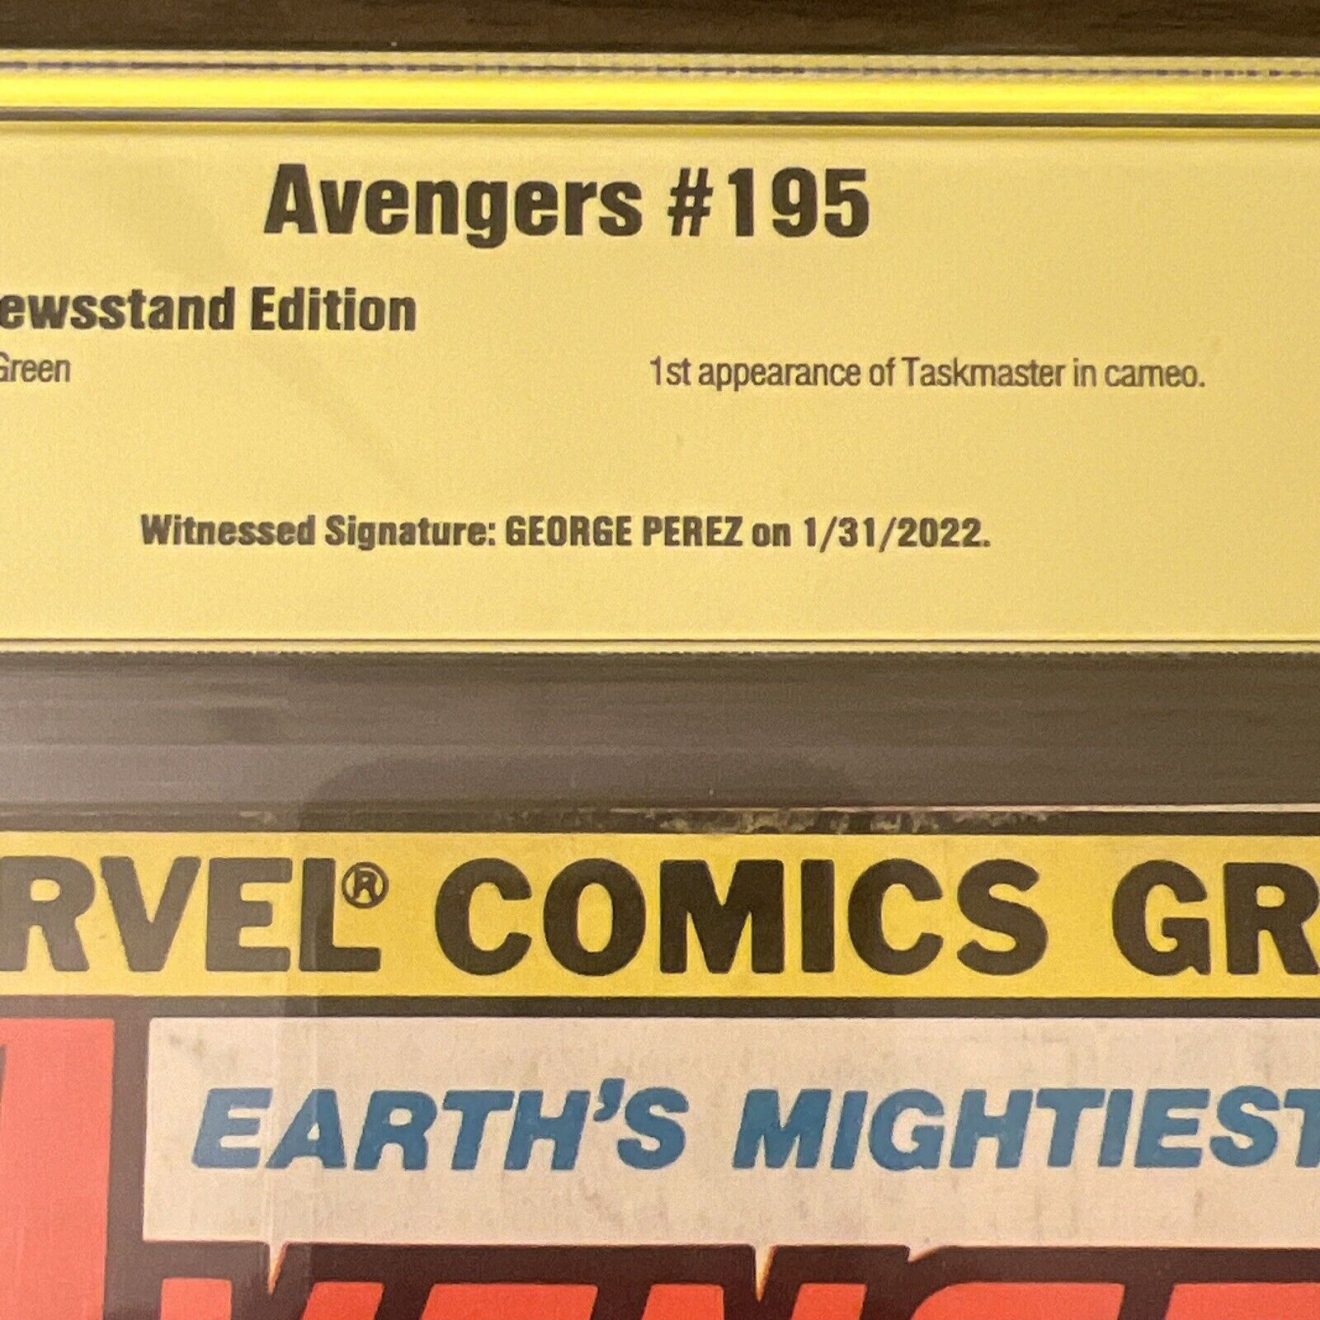 Avengers #195
ewsstand Edition
Green
1st appearance of Taskmaster in cameo.
Witnessed Signature: GEORGE PEREZ on 1/31/2022.
RVEL® COMICS GR
EARTH'S MIGHTIEST
VENGE